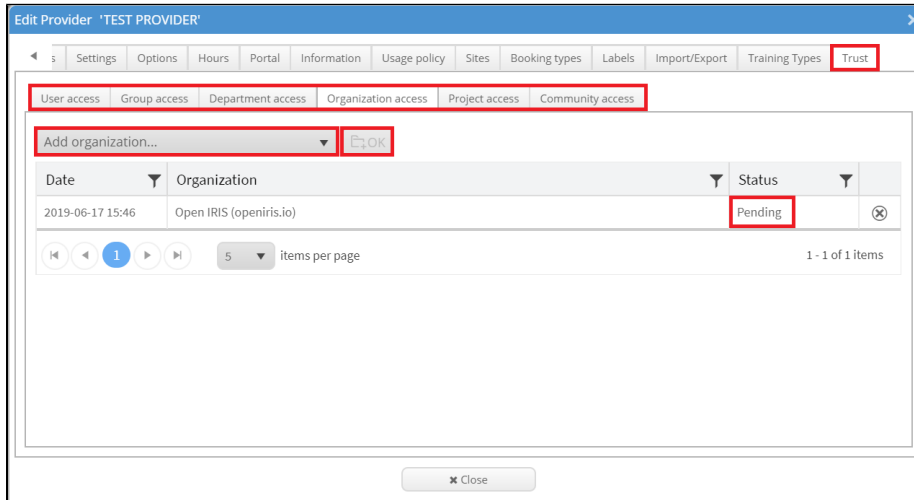 Edit Provider 'TEST PROVIDER'
s Settings Options Hours Portal Information Usage policy Sites Booking types Labels Import/Export Training Types Trust
User access Group access Department access Organization access Project access Community access
Add organization... OK
Date Organization Status
2019-06-17 15:46 Open IRIS (openiris.io) Pending
1 5 items per page 1 - 1 of 1 items
Close